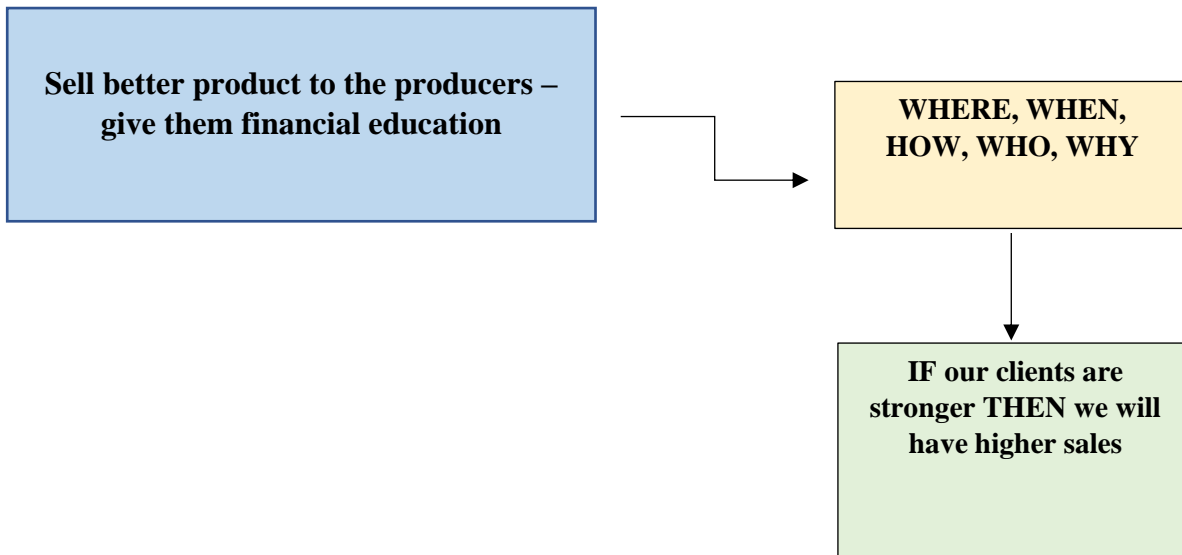 Sell better product to the producers –
give them financial education
WHERE, WHEN,
HOW, WHO, WHY
IF our clients are
stronger THEN we will
have higher sales